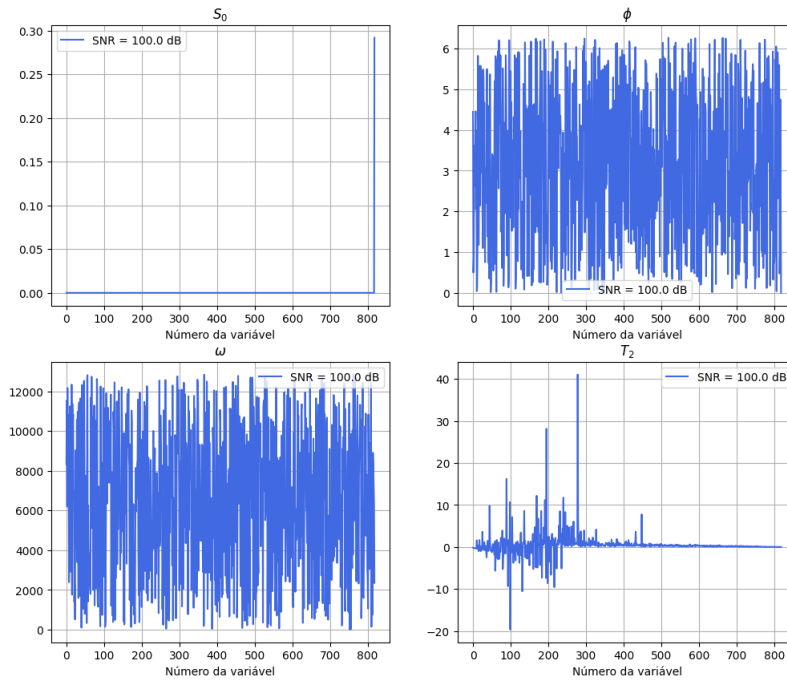 S₀
0.30
0.25
0.20
0.15
0.10
0.05
0.00
SNR = 100.0 dB
0 100 200 300 400 500 600 700 800
Número da variável
ϕ
6
5
4
3
2
1
0
SNR = 100.0 dB
0 100 200 300 400 500 600 700 800
Número da variável
ω
12000
10000
8000
6000
4000
2000
0
SNR = 100.0 dB
0 100 200 300 400 500 600 700 800
Número da variável
T₂
40
30
20
10
0
−10
−20
SNR = 100.0 dB
0 100 200 300 400 500 600 700 800
Número da variável